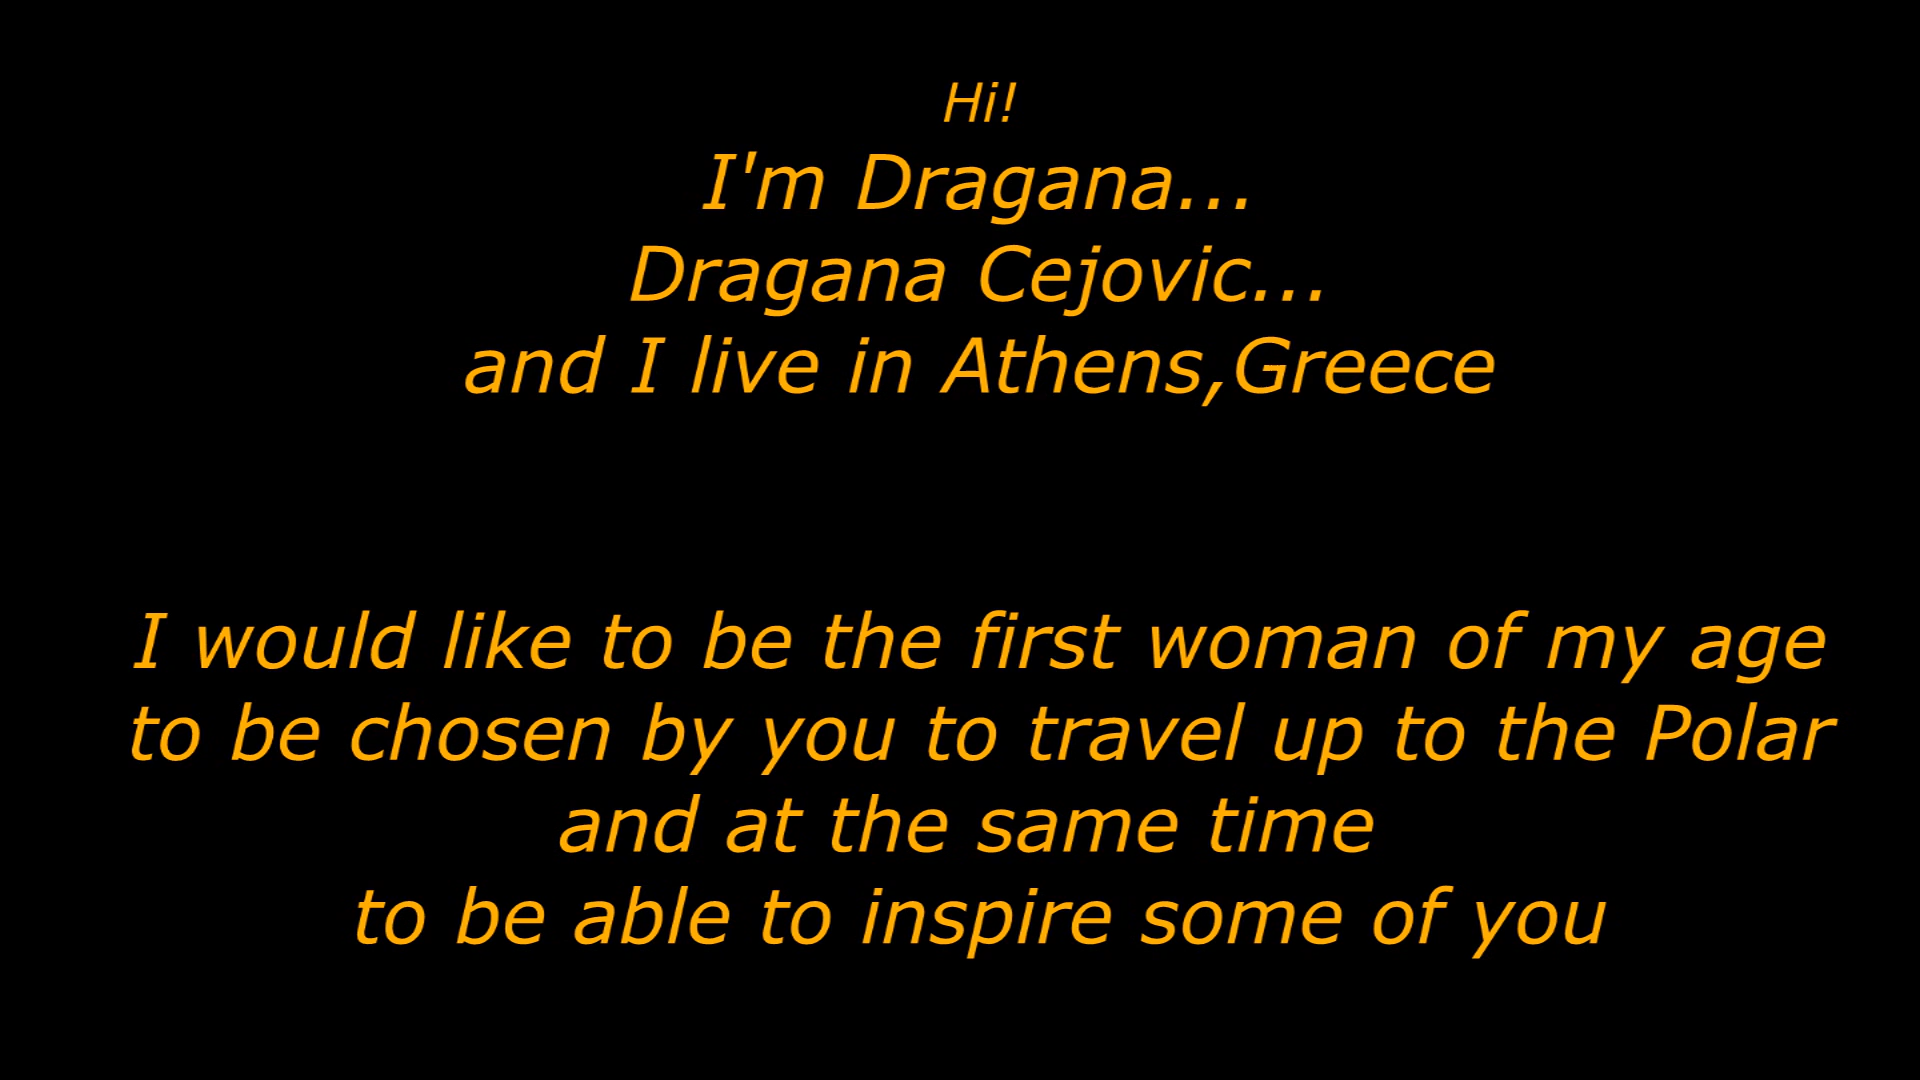 Hi!
I'm Dragana...
Dragana Cejovic...
and I live in Athens,Greece
I would like to be the first woman of my age
to be chosen by you to travel up to the Polar
and at the same time
to be able to inspire some of you